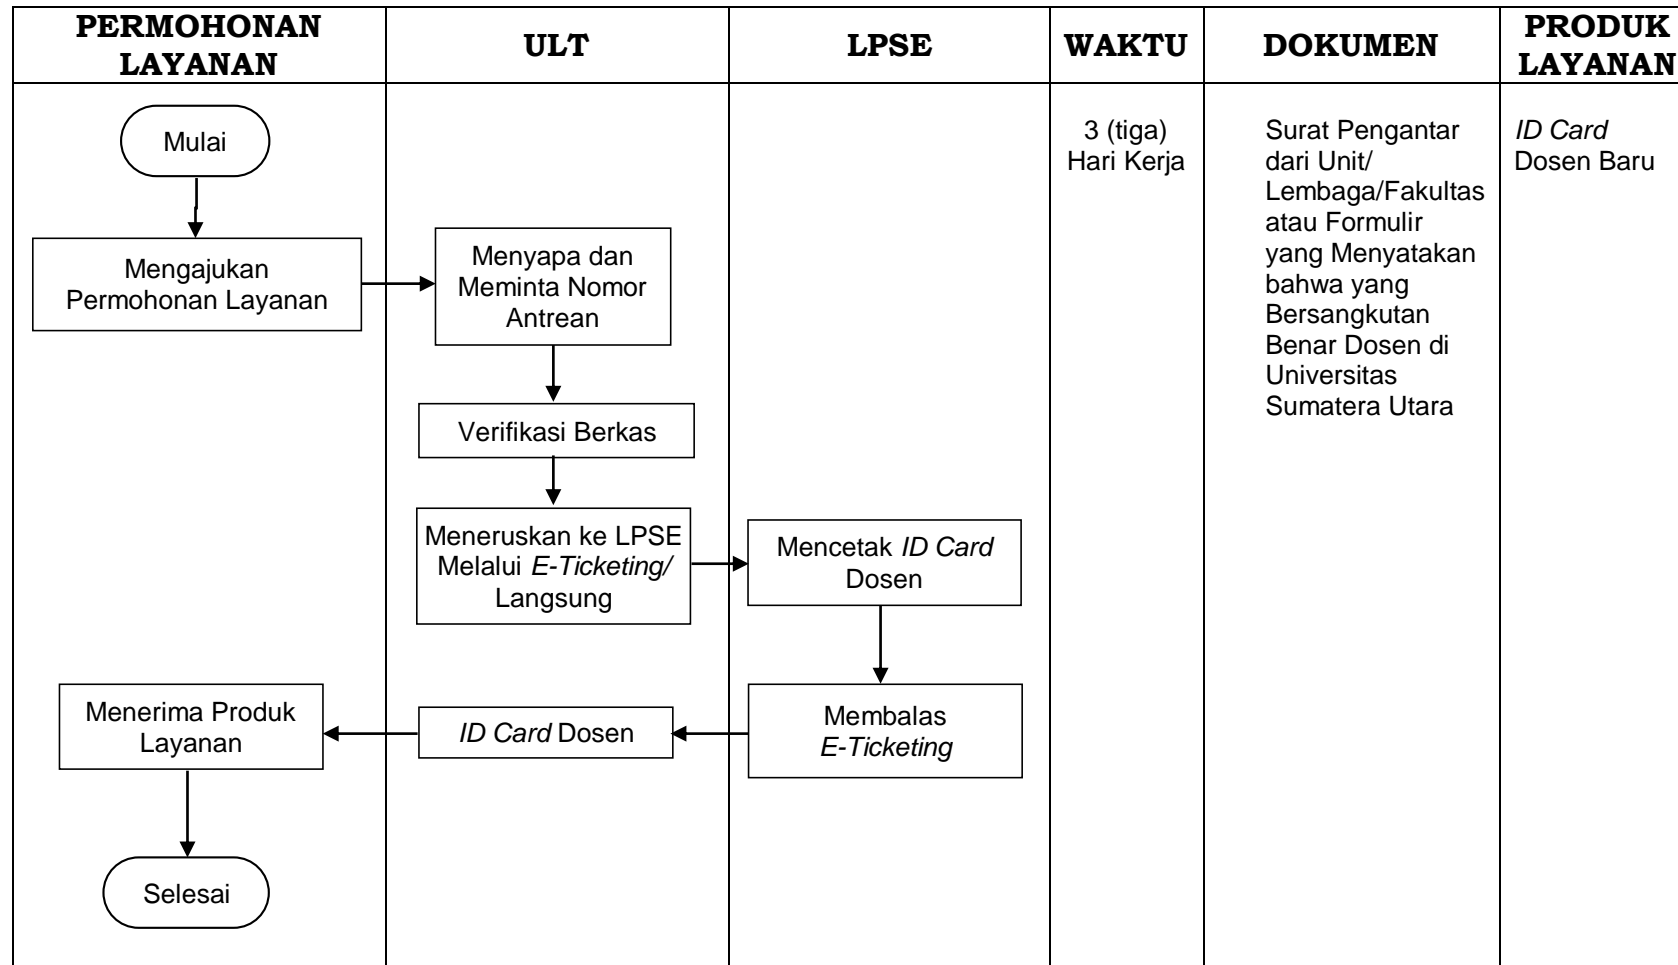 PERMOHONAN
LAYANAN
ULT
LPSE
WAKTU
DOKUMEN
PRODUK
LAYANAN
Mulai
Mengajukan
Permohonan Layanan
Menyapa dan
Meminta Nomor
Antrean
Verifikasi Berkas
Meneruskan ke LPSE
Melalui E-Ticketing/
Langsung
Mencetak ID Card
Dosen
Membalas
E-Ticketing
ID Card Dosen
Menerima Produk
Layanan
Selesai
3 (tiga)
Hari Kerja
Surat Pengantar
dari Unit/
Lembaga/Fakultas
atau Formulir
yang Menyatakan
bahwa yang
Bersangkutan
Benar Dosen di
Universitas
Sumatera Utara
ID Card
Dosen Baru